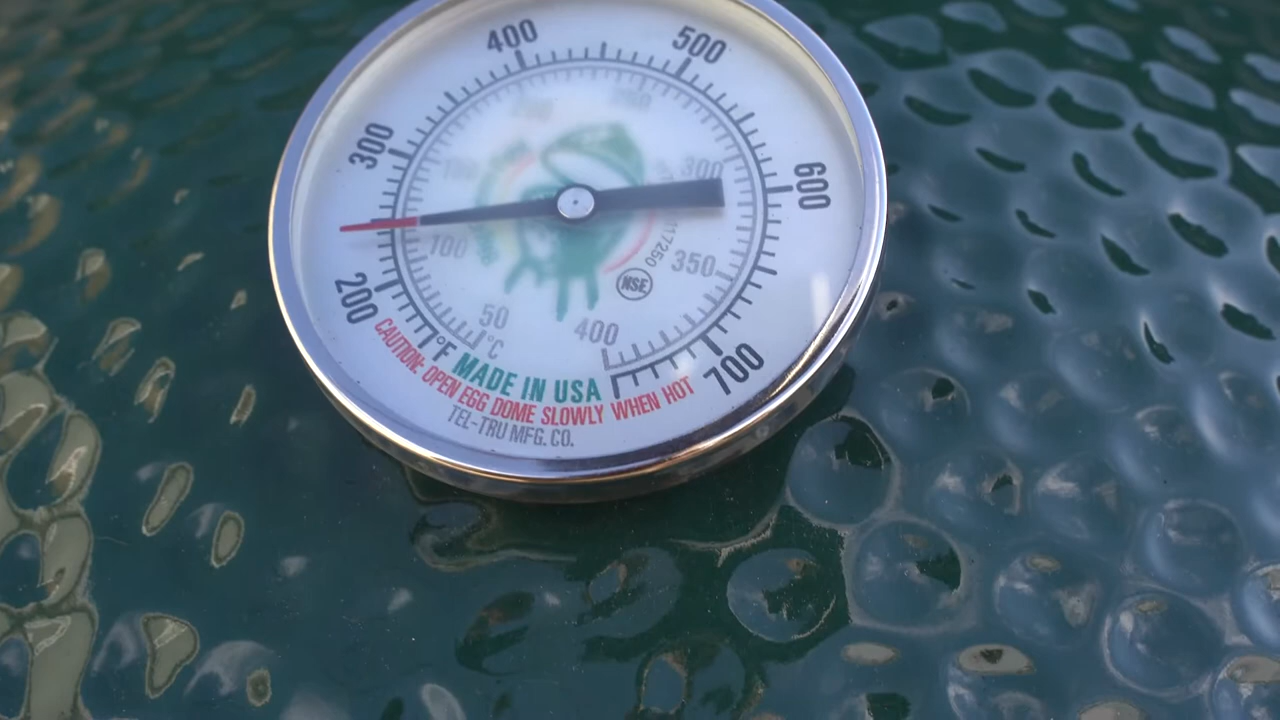 400
500
300
600
200
700
300
100
350
50
400
17250
NSF.
°C
°F
MADE IN USA
CAUTION: OPEN EGG DOME SLOWLY WHEN HOT
TEL-TRU MFG. CO.